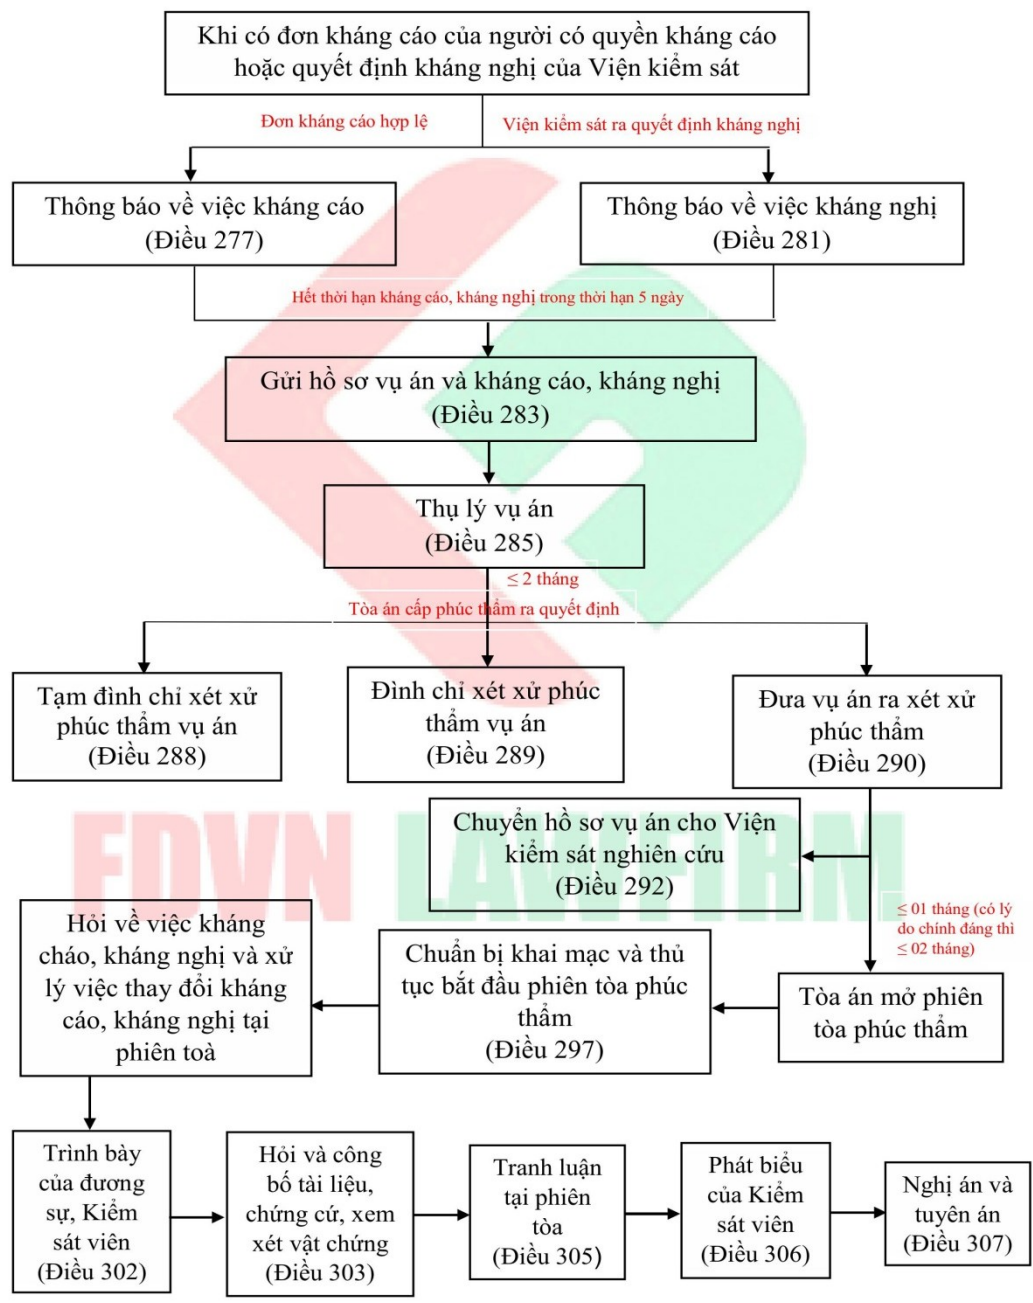 Khi có đơn kháng cáo của người có quyền kháng cáo
hoặc quyết định kháng nghị của Viện kiểm sát
Đơn kháng cáo hợp lệ
Viện kiểm sát ra quyết định kháng nghị
Thông báo về việc kháng cáo
(Điều 277)
Thông báo về việc kháng nghị
(Điều 281)
Hết thời hạn kháng cáo, kháng nghị trong thời hạn 5 ngày
Gửi hồ sơ vụ án và kháng cáo, kháng nghị
(Điều 283)
Thụ lý vụ án
(Điều 285)
≤ 2 tháng
Tòa án cấp phúc thẩm ra quyết định
Tạm đình chỉ xét xử
phúc thẩm vụ án
(Điều 288)
Đình chỉ xét xử phúc
thẩm vụ án
(Điều 289)
Đưa vụ án ra xét xử
phúc thẩm
(Điều 290)
Chuyển hồ sơ vụ án cho Viện
kiểm sát nghiên cứu
(Điều 292)
FDVN LAWFIRM
≤ 01 tháng (có lý
do chính đáng thì
≤ 02 tháng)
Tòa án mở phiên
tòa phúc thẩm
Chuẩn bị khai mạc và thủ
tục bắt đầu phiên tòa phúc
thẩm
(Điều 297)
Hỏi về việc kháng
cháo, kháng nghị và xử
lý việc thay đổi kháng
cáo, kháng nghị tại
phiên toà
Trình bày
của đương
sự, Kiểm
sát viên
(Điều 302)
Hỏi và công
bố tài liệu,
chứng cứ, xem
xét vật chứng
(Điều 303)
Tranh luận
tại phiên
tòa
(Điều 305)
Phát biểu
của Kiểm
sát viên
(Điều 306)
Nghị án và
tuyên án
(Điều 307)